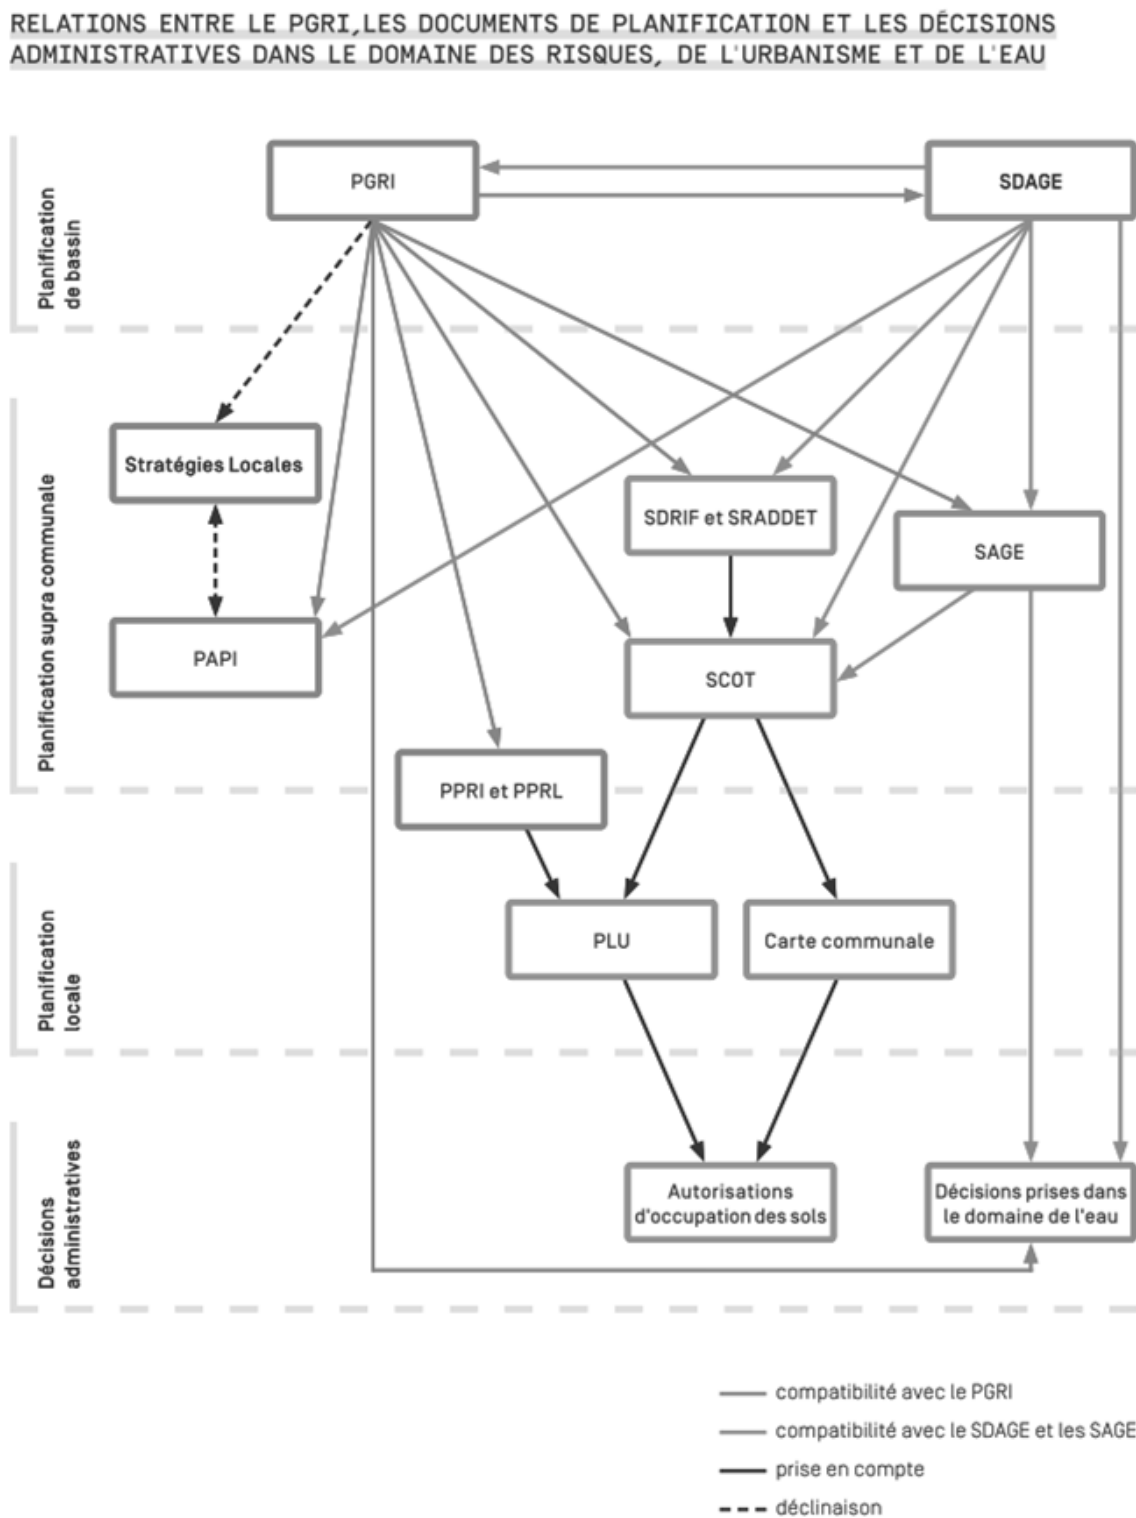 RELATIONS ENTRE LE PGRI,LES DOCUMENTS DE PLANIFICATION ET LES DÉCISIONS
ADMINISTRATIVES DANS LE DOMAINE DES RISQUES, DE L'URBANISME ET DE L'EAU
PGRI
SDAGE
Planification
de bassin
Stratégies Locales
SDRIF et SRADDET
SAGE
PAPI
SCOT
Planification supra communale
PPRI et PPRL
PLU
Carte communale
Planification
locale
Autorisations
d'occupation des sols
Décisions prises dans
le domaine de l'eau
Décisions
administratives
compatibilité avec le PGRI
compatibilité avec le SDAGE et les SAGE
prise en compte
déclinaison